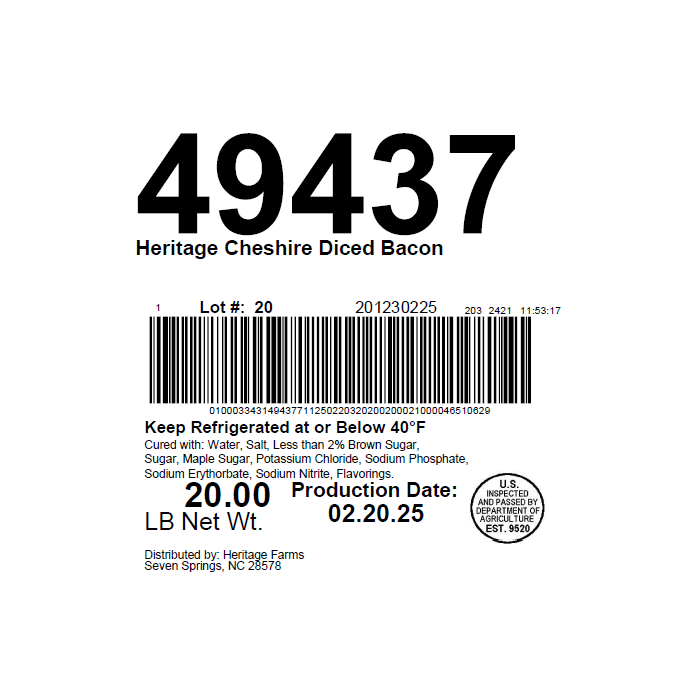 49437
Heritage Cheshire Diced Bacon
1 Lot #: 20 201230225 203 2421 11:53:17
01000334314943771125022032020020002100004651062​9
Keep Refrigerated at or Below 40°F
Cured with: Water, Salt, Less than 2% Brown Sugar,
Sugar, Maple Sugar, Potassium Chloride, Sodium Phosphate,
Sodium Erythorbate, Sodium Nitrite, Flavorings.
20.00
LB Net Wt.
Production Date:
02.20.25
U.S.
INSPECTED
AND PASSED BY
DEPARTMENT OF
AGRICULTURE
EST. 9520
Distributed by: Heritage Farms
Seven Springs, NC 28578